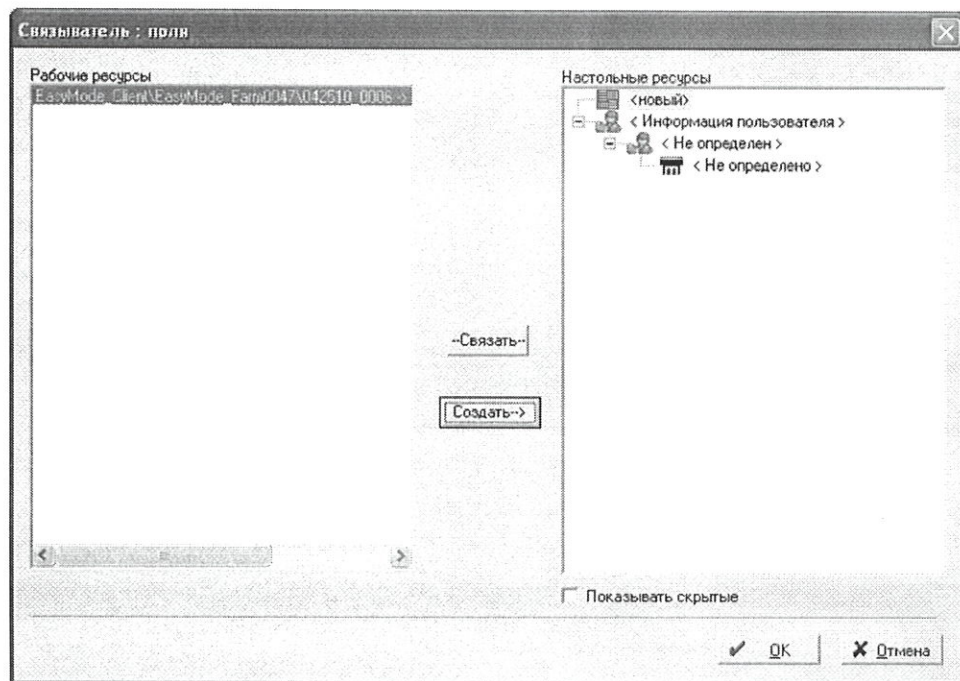 Связыватель : поля
Рабочие ресурсы
EasyMode_Client\EasyMode_Farm0047\042510_0006 ->
Настольные ресурсы
<новый>
< Информация пользователя >
< Не определен >
< Не определено >
--Связать--
Создать-->
Показывать скрытые
OK
Отмена